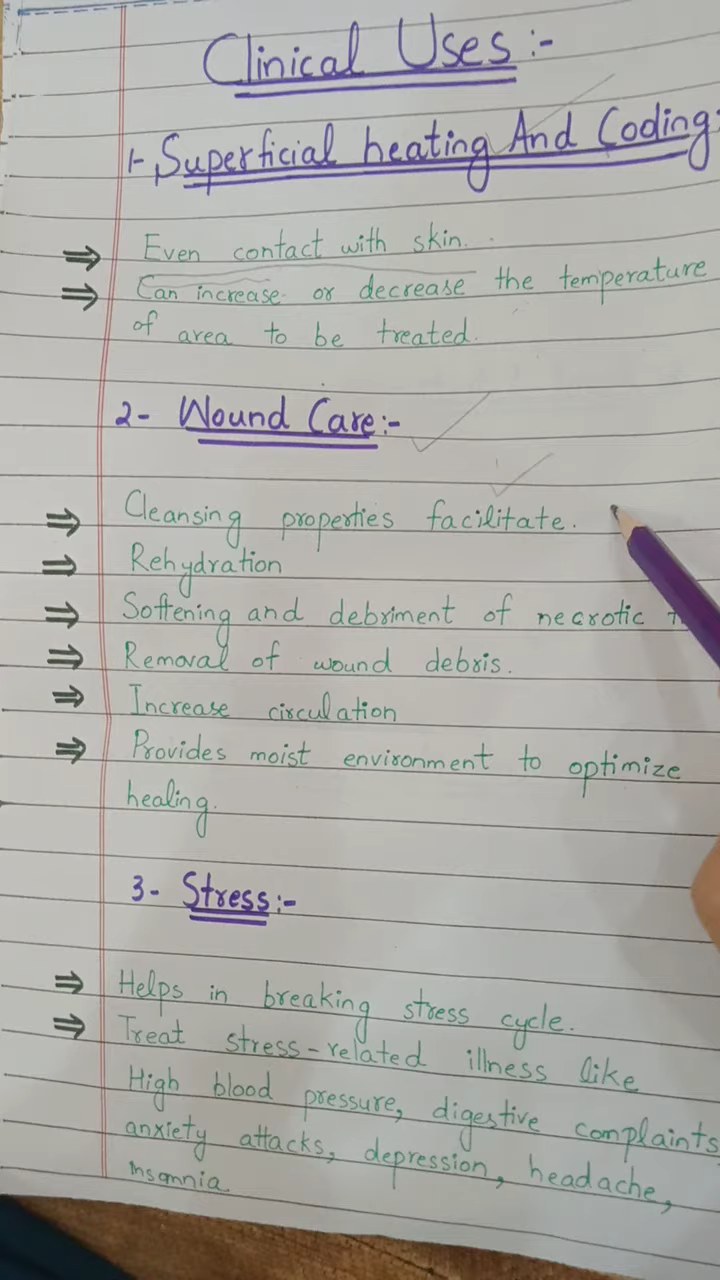 Clinical Uses:-
1-, Superficial heating And Coding:
⇒ Even contact with skin.
⇒ Can increase or decrease the temperature
of area to be treated.
2- Wound Care:-
⇒ Cleansing properties facilitate.
⇒ Rehydration
⇒ Softening and debriment of necrotic
⇒ Removal of wound debris.
⇒ Increase circulation
⇒ Provides moist environment to optimize
healing.
3- Stress:-
⇒ Helps in breaking stress cycle.
⇒ Treat stress-related illness like
High blood pressure, digestive complaints
anxiety attacks, depression, headache,
insomnia